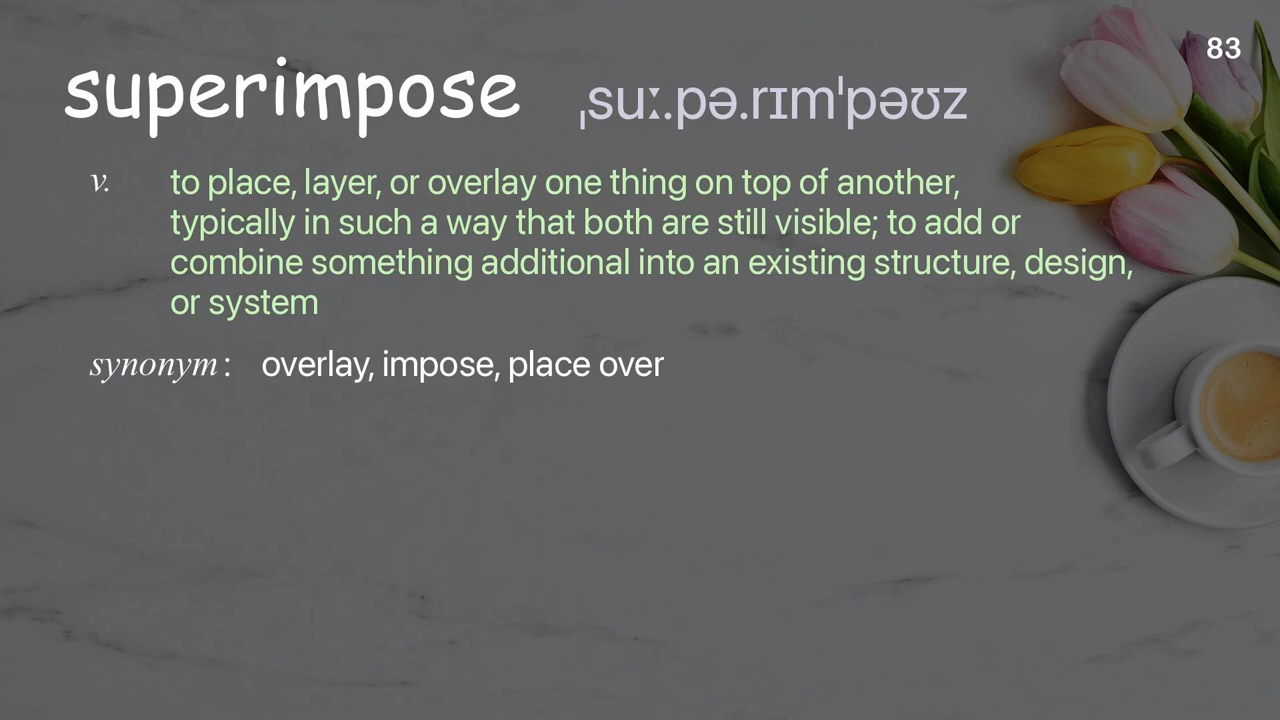 83
superimpose ˌsuː.pə.rɪmˈpəʊz
v. to place, layer, or overlay one thing on top of another,
typically in such a way that both are still visible; to add or
combine something additional into an existing structure, design,
or system
synonym: overlay, impose, place over